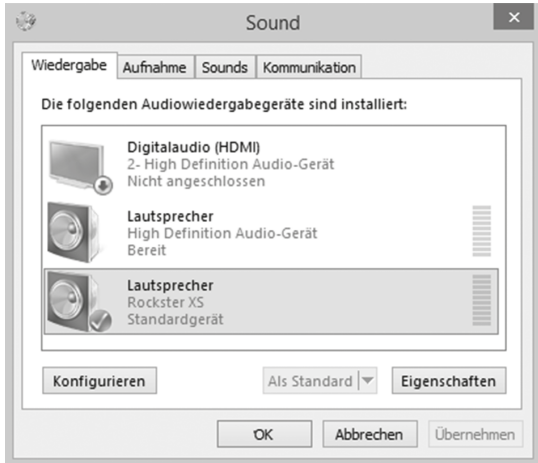 Sound
Wiedergabe Aufnahme Sounds Kommunikation
Die folgenden Audiowiedergabegeräte sind installiert:
Digitalaudio (HDMI)
2- High Definition Audio-Gerät
Nicht angeschlossen
Lautsprecher
High Definition Audio-Gerät
Bereit
Lautsprecher
Rockster XS
Standardgerät
Konfigurieren Als Standard Eigenschaften
OK Abbrechen Übernehmen